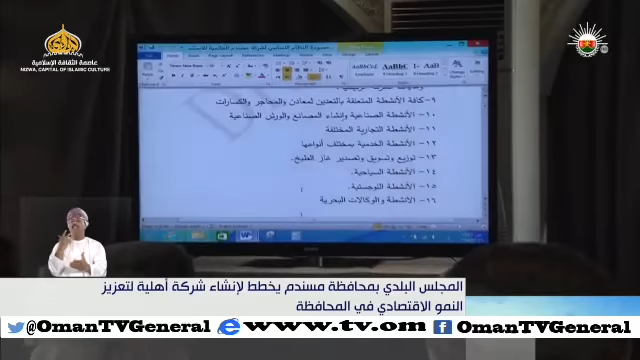 عاصمة الثقافة الإسلامية
NIZWA, CAPITAL OF ISLAMIC CULTURE
٩- كافة الأنشطة المتعلقة بالتعدين لمعادن والمحاجر والكسارات
١٠- الأنشطة الصناعية وإنشاء المصانع والورش الصناعية
١١- الأنشطة التجارية المختلفة
١٢- الأنشطة الخدمية بمختلف أنواعها
١٣- توزيع وتسويق وتصدير غاز الطبخ.
١٤- الأنشطة السياحية.
١٥- الأنشطة اللوجستية.
١٦- الأنشطة والوكالات البحرية
المجلس البلدي بمحافظة مسندم يخطط لإنشاء شركة أهلية لتعزيز
النمو الاقتصادي في المحافظة
@OmanTVGeneral www.tv.om OmanTVGeneral